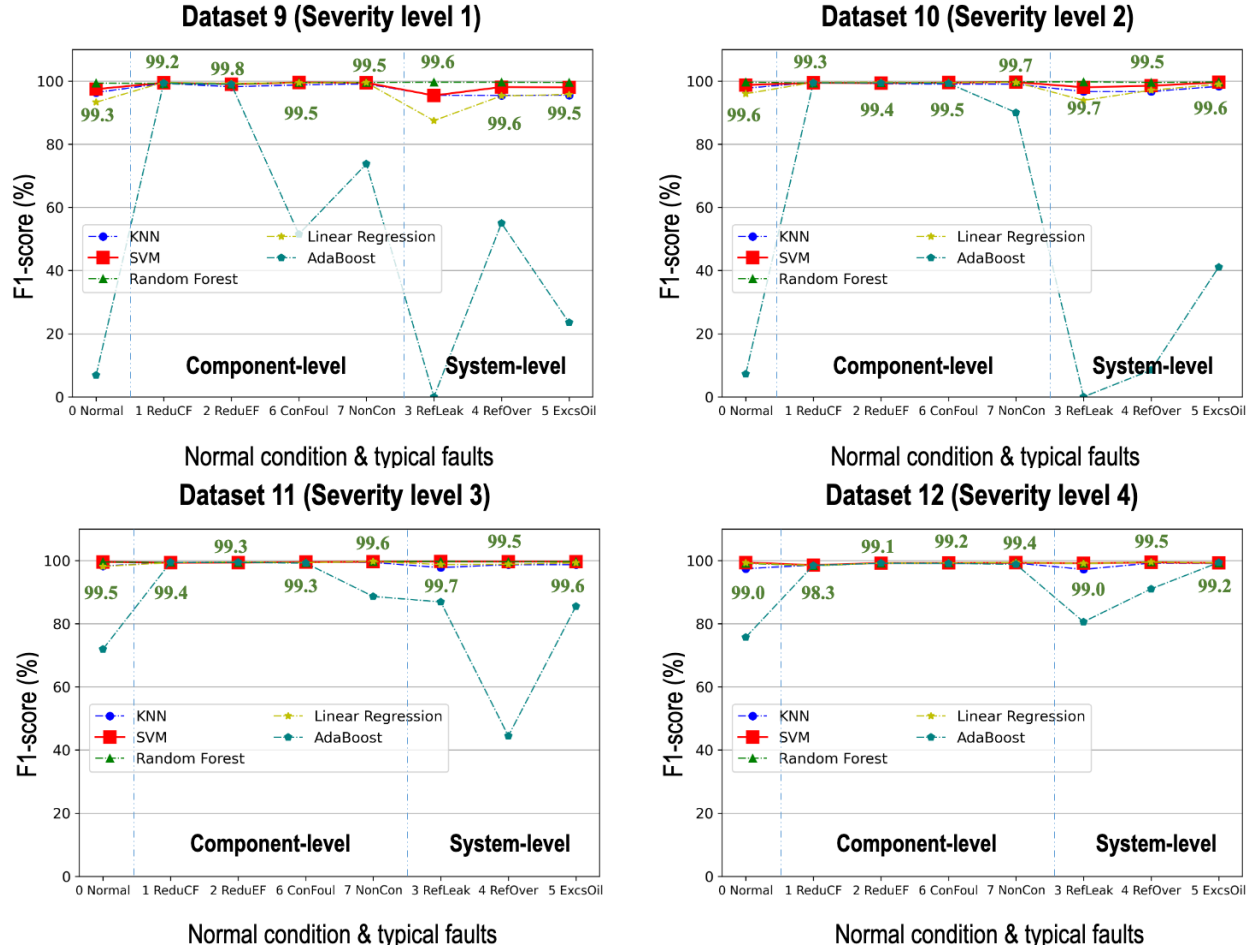 Dataset 9 (Severity level 1)
F1-score (%)
100
80
60
40
20
0
99.3
99.2
99.8
99.5
99.5
99.6
99.6
99.5
KNN
SVM
Random Forest
Linear Regression
AdaBoost
Component-level
System-level
0 Normal 1 ReduCF 2 ReduEF 6 ConFoul 7 NonCon 3 RefLeak 4 RefOver 5 ExcsOil
Normal condition & typical faults
Dataset 10 (Severity level 2)
F1-score (%)
100
80
60
40
20
0
99.6
99.3
99.4
99.5
99.7
99.7
99.5
99.6
KNN
SVM
Random Forest
Linear Regression
AdaBoost
Component-level
System-level
0 Normal 1 ReduCF 2 ReduEF 6 ConFoul 7 NonCon 3 RefLeak 4 RefOver 5 ExcsOil
Normal condition & typical faults
Dataset 11 (Severity level 3)
F1-score (%)
100
80
60
40
20
0
99.5
99.4
99.3
99.3
99.6
99.7
99.5
99.6
KNN
SVM
Random Forest
Linear Regression
AdaBoost
Component-level
System-level
0 Normal 1 ReduCF 2 ReduEF 6 ConFoul 7 NonCon 3 RefLeak 4 RefOver 5 ExcsOil
Normal condition & typical faults
Dataset 12 (Severity level 4)
F1-score (%)
100
80
60
40
20
0
99.0
98.3
99.1
99.2
99.4
99.0
99.5
99.2
KNN
SVM
Random Forest
Linear Regression
AdaBoost
Component-level
System-level
0 Normal 1 ReduCF 2 ReduEF 6 ConFoul 7 NonCon 3 RefLeak 4 RefOver 5 ExcsOil
Normal condition & typical faults